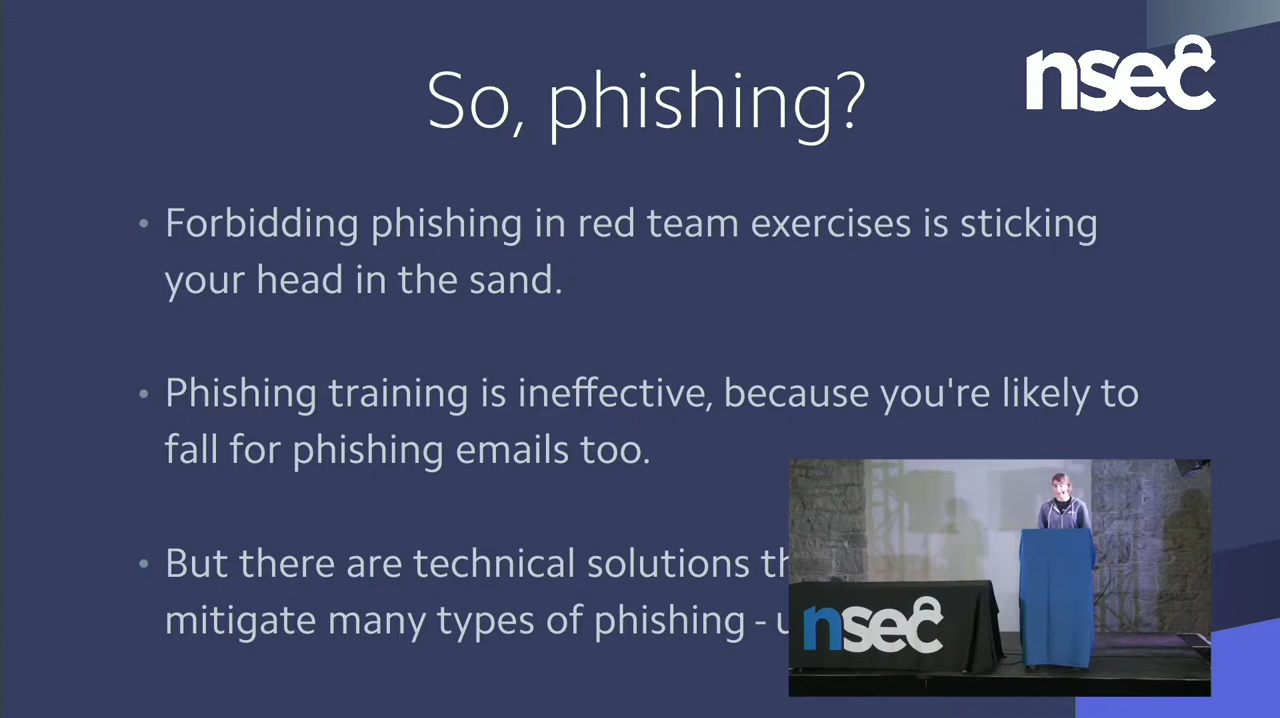 So, phishing?
nsec
• Forbidding phishing in red team exercises is sticking
your head in the sand.
• Phishing training is ineffective, because you're likely to
fall for phishing emails too.
• But there are technical solutions
mitigate many types of phishing -
nsec